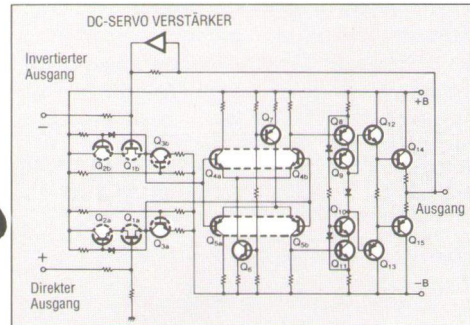 DC-SERVO VERSTÄRKER
Invertierter
Ausgang
−
+B
Q7
Q8
Q12
Q2b
Q1b
Q3b
Q4a
Q4b
Q9
Q14
Ausgang
Q2a
Q1a
Q3a
Q5a
Q5b
Q10
Q15
Q6
Q11
Q13
+
−B
Direkter
Ausgang